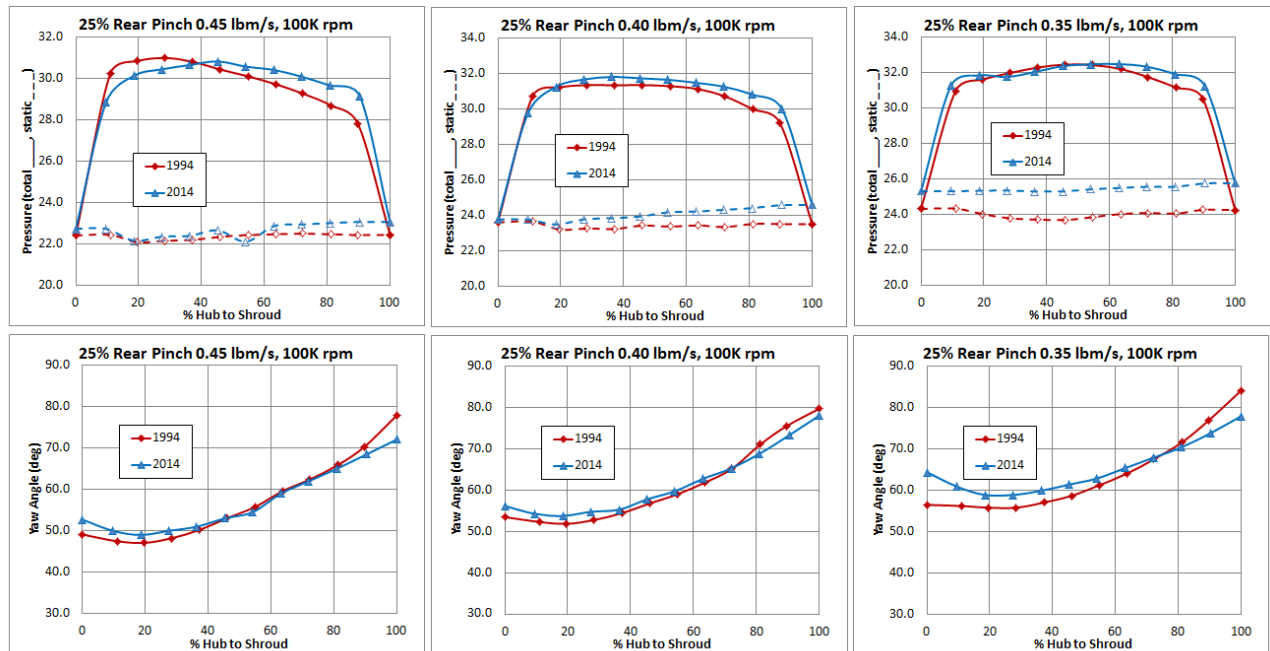 25% Rear Pinch 0.45 lbm/s, 100K rpm
Pressure (total ____, static _ _ _)
32.0
30.0
28.0
26.0
24.0
22.0
20.0
1994
2014
0 20 40 60 80 100
% Hub to Shroud
25% Rear Pinch 0.40 lbm/s, 100K rpm
Pressure (total ____, static _ _ _)
34.0
32.0
30.0
28.0
26.0
24.0
22.0
20.0
1994
2014
0 20 40 60 80 100
% Hub to Shroud
25% Rear Pinch 0.35 lbm/s, 100K rpm
Pressure (total ____, static _ _ _)
34.0
32.0
30.0
28.0
26.0
24.0
22.0
20.0
1994
2014
0 20 40 60 80 100
% Hub to Shroud
25% Rear Pinch 0.45 lbm/s, 100K rpm
Yaw Angle (deg)
90.0
80.0
70.0
60.0
50.0
40.0
30.0
1994
2014
0 20 40 60 80 100
% Hub to Shroud
25% Rear Pinch 0.40 lbm/s, 100K rpm
Yaw Angle (deg)
90.0
80.0
70.0
60.0
50.0
40.0
30.0
1994
2014
0 20 40 60 80 100
% Hub to Shroud
25% Rear Pinch 0.35 lbm/s, 100K rpm
Yaw Angle (deg)
90.0
80.0
70.0
60.0
50.0
40.0
30.0
1994
2014
0 20 40 60 80 100
% Hub to Shroud